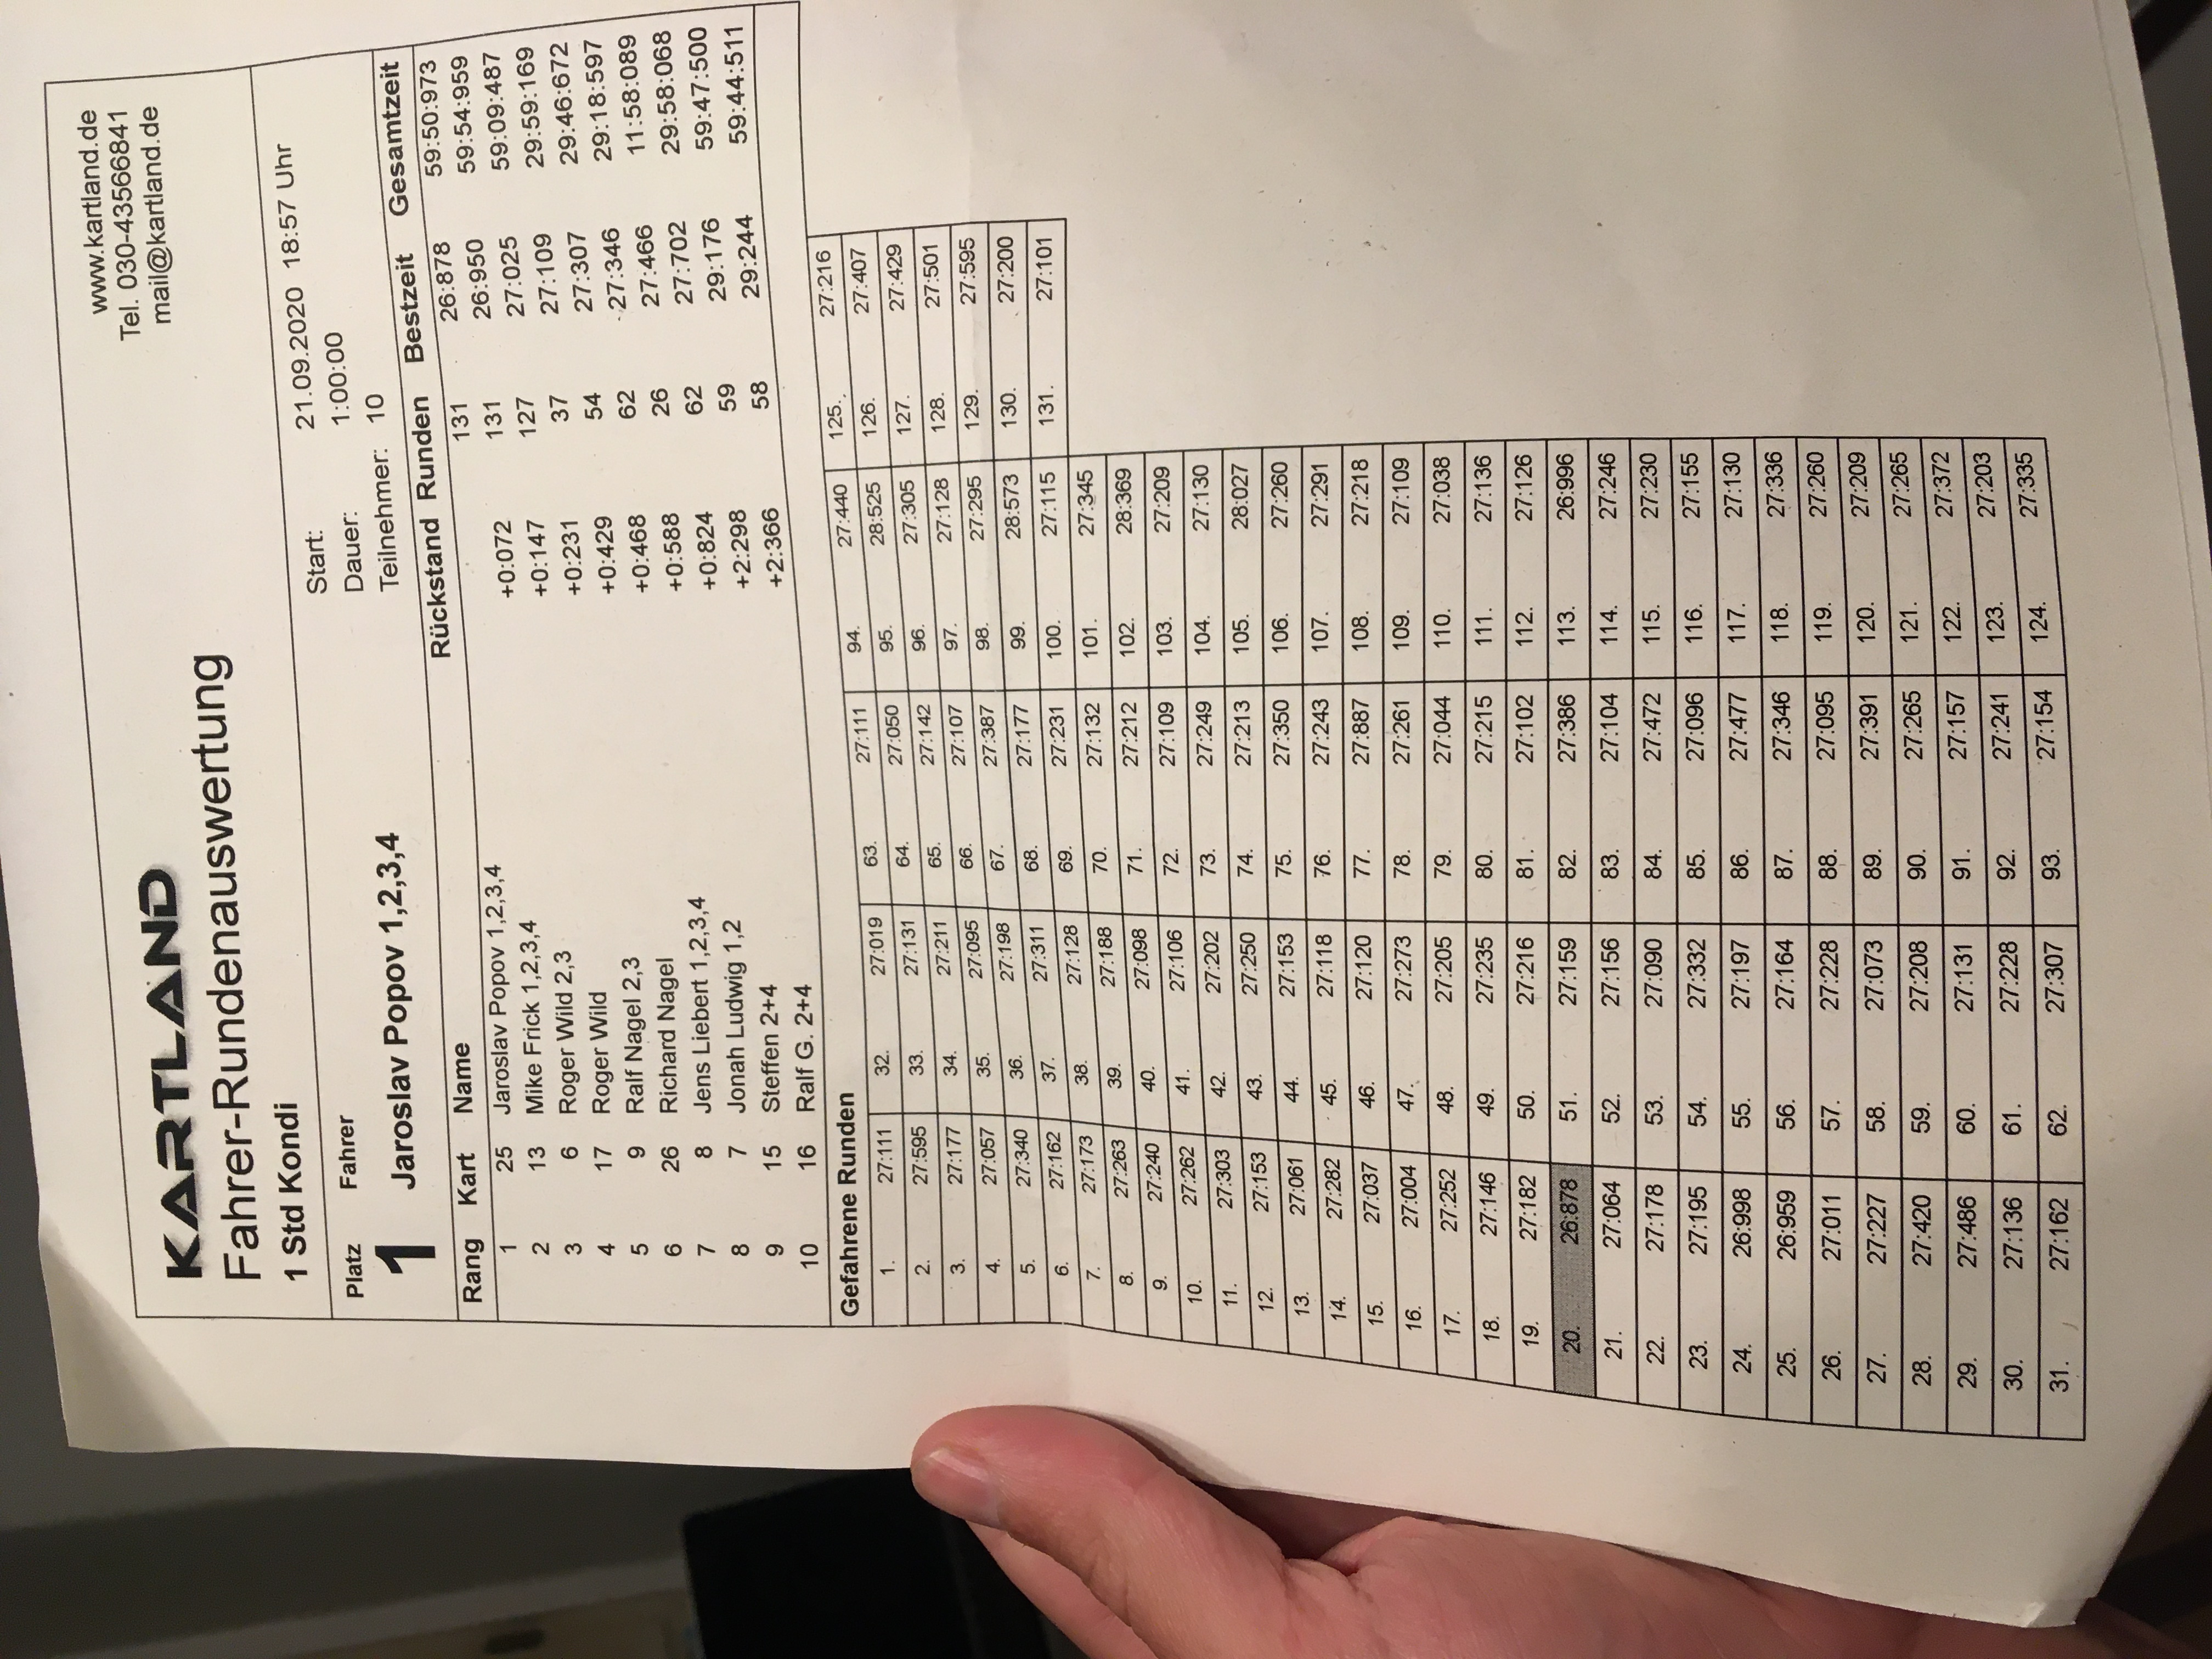 KARTLAND
www.kartland.de
Tel. 030-43566841
mail@kartland.de
Fahrer-Rundenauswertung
1 Std Kondi
Platz Fahrer
1 Jaroslav Popov 1,2,3,4
Start: 21.09.2020 18:57 Uhr
Dauer: 1:00:00
Teilnehmer: 10
Rang Kart Name Rückstand Runden Bestzeit Gesamtzeit
1 25 Jaroslav Popov 1,2,3,4 131 26:878 59:50:973
2 13 Mike Frick 1,2,3,4 +0:072 131 26:950 59:54:959
3 6 Roger Wild 2,3 +0:147 127 27:025 59:09:487
4 17 Roger Wild +0:231 37 27:109 29:59:169
5 9 Ralf Nagel 2,3 +0:429 54 27:307 29:46:672
6 26 Richard Nagel +0:468 62 27:346 29:18:597
7 8 Jens Liebert 1,2,3,4 +0:588 26 27:466 11:58:089
8 7 Jonah Ludwig 1,2 +0:824 62 27:702 29:58:068
9 15 Steffen 2+4 +2:298 59 29:176 59:47:500
10 16 Ralf G. 2+4 +2:366 58 29:244 59:44:511
Gefahrene Runden
1. 27:111 32. 27:019 63. 27:111 94. 27:440 125. 27:216
2. 27:595 33. 27:131 64. 27:050 95. 28:525 126. 27:407
3. 27:177 34. 27:211 65. 27:142 96. 27:305 127. 27:429
4. 27:057 35. 27:095 66. 27:107 97. 27:128 128. 27:501
5. 27:340 36. 27:198 67. 27:387 98. 27:295 129. 27:595
6. 27:162 37. 27:311 68. 27:177 99. 28:573 130. 27:200
7. 27:173 38. 27:128 69. 27:231 100. 27:115 131. 27:101
8. 27:263 39. 27:188 70. 27:132 101. 27:345
9. 27:240 40. 27:098 71. 27:212 102. 28:369
10. 27:262 41. 27:106 72. 27:109 103. 27:209
11. 27:303 42. 27:202 73. 27:249 104. 27:130
12. 27:153 43. 27:250 74. 27:213 105. 28:027
13. 27:061 44. 27:153 75. 27:350 106. 27:260
14. 27:282 45. 27:118 76. 27:243 107. 27:291
15. 27:037 46. 27:120 77. 27:887 108. 27:218
16. 27:004 47. 27:273 78. 27:261 109. 27:109
17. 27:252 48. 27:205 79. 27:044 110. 27:038
18. 27:146 49. 27:235 80. 27:215 111. 27:136
19. 27:182 50. 27:216 81. 27:102 112. 27:126
20. 26:878 51. 27:159 82. 27:386 113. 26:996
21. 27:064 52. 27:156 83. 27:104 114. 27:246
22. 27:178 53. 27:090 84. 27:472 115. 27:230
23. 27:195 54. 27:332 85. 27:096 116. 27:155
24. 26:998 55. 27:197 86. 27:477 117. 27:130
25. 26:959 56. 27:164 87. 27:346 118. 27:336
26. 27:011 57. 27:228 88. 27:095 119. 27:260
27. 27:227 58. 27:073 89. 27:391 120. 27:209
28. 27:420 59. 27:208 90. 27:265 121. 27:265
29. 27:486 60. 27:131 91. 27:157 122. 27:372
30. 27:136 61. 27:228 92. 27:241 123. 27:203
31. 27:162 62. 27:307 93. 27:154 124. 27:335